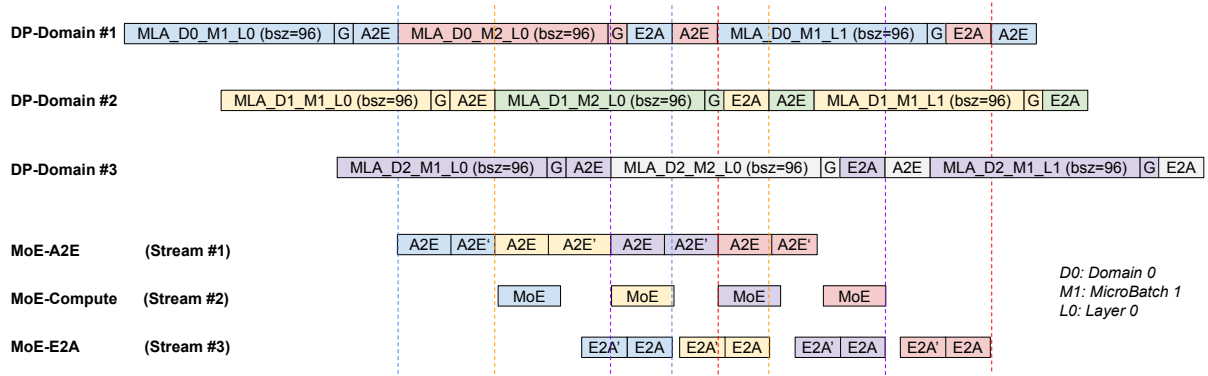 DP-Domain #1 MLA_D0_M1_L0 (bsz=96) G A2E MLA_D0_M2_L0 (bsz=96) G E2A A2E MLA_D0_M1_L1 (bsz=96) G E2A A2E
DP-Domain #2 MLA_D1_M1_L0 (bsz=96) G A2E MLA_D1_M2_L0 (bsz=96) G E2A A2E MLA_D1_M1_L1 (bsz=96) G E2A
DP-Domain #3 MLA_D2_M1_L0 (bsz=96) G A2E MLA_D2_M2_L0 (bsz=96) G E2A A2E MLA_D2_M1_L1 (bsz=96) G E2A
MoE-A2E (Stream #1) A2E A2E‘ A2E A2E’ A2E A2E’ A2E A2E‘
MoE-Compute (Stream #2) MoE MoE MoE MoE
MoE-E2A (Stream #3) E2A’ E2A E2A’ E2A E2A’ E2A E2A’ E2A
D0: Domain 0
M1: MicroBatch 1
L0: Layer 0